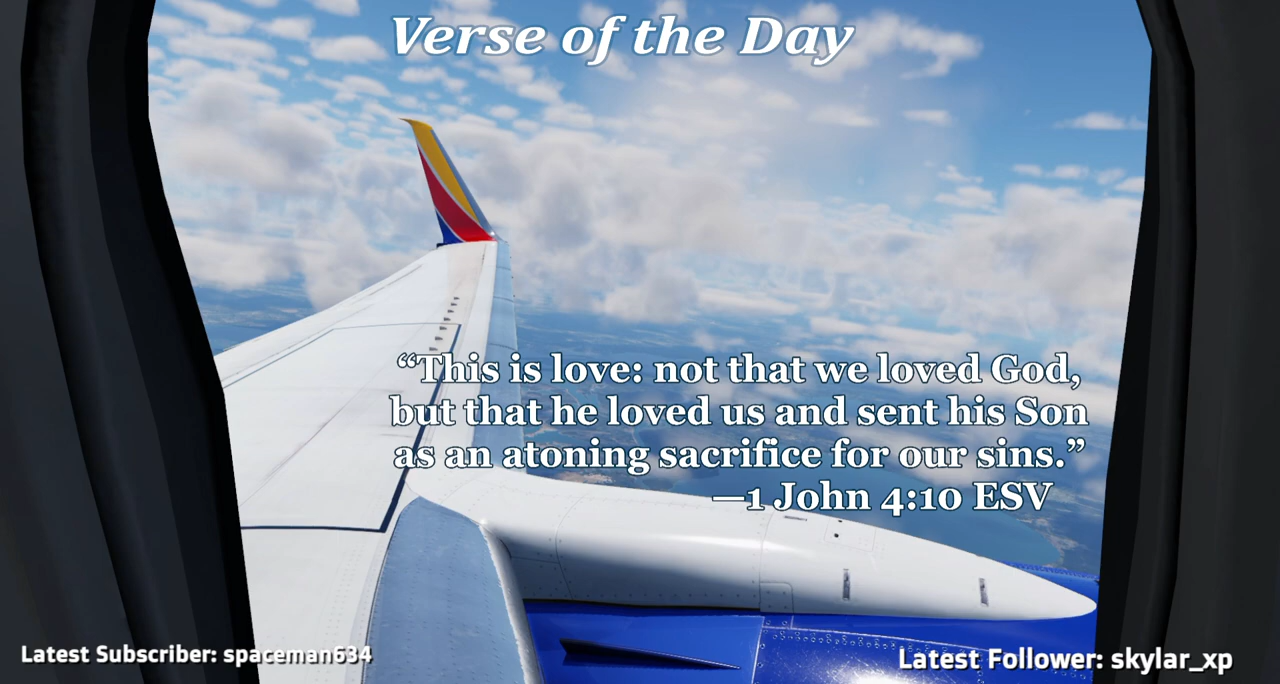 Verse of the Day
“This is love: not that we loved God,
but that he loved us and sent his Son
as an atoning sacrifice for our sins.”
—1 John 4:10 ESV
Latest Subscriber: spaceman634
Latest Follower: skylar_xp